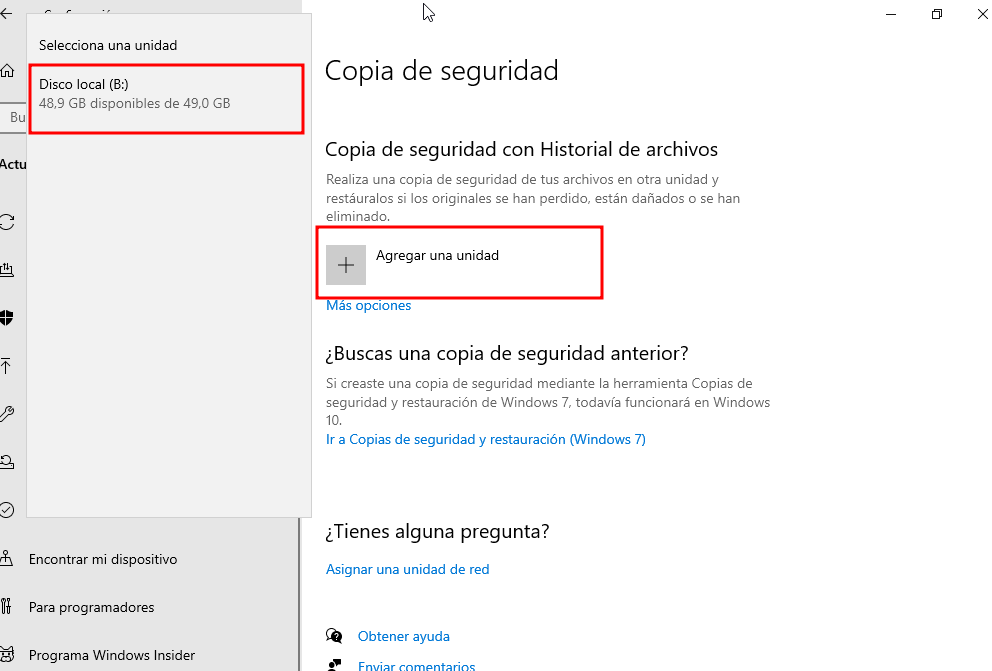 Selecciona una unidad
Disco local (B:)
48,9 GB disponibles de 49,0 GB
Bu
Actu
Encontrar mi dispositivo
Para programadores
Programa Windows Insider
Copia de seguridad
Copia de seguridad con Historial de archivos
Realiza una copia de seguridad de tus archivos en otra unidad y
restáuralos si los originales se han perdido, están dañados o se han
eliminado.
Agregar una unidad
Más opciones
¿Buscas una copia de seguridad anterior?
Si creaste una copia de seguridad mediante la herramienta Copias de
seguridad y restauración de Windows 7, todavía funcionará en Windows
10.
Ir a Copias de seguridad y restauración (Windows 7)
¿Tienes alguna pregunta?
Asignar una unidad de red
Obtener ayuda
Enviar comentarios